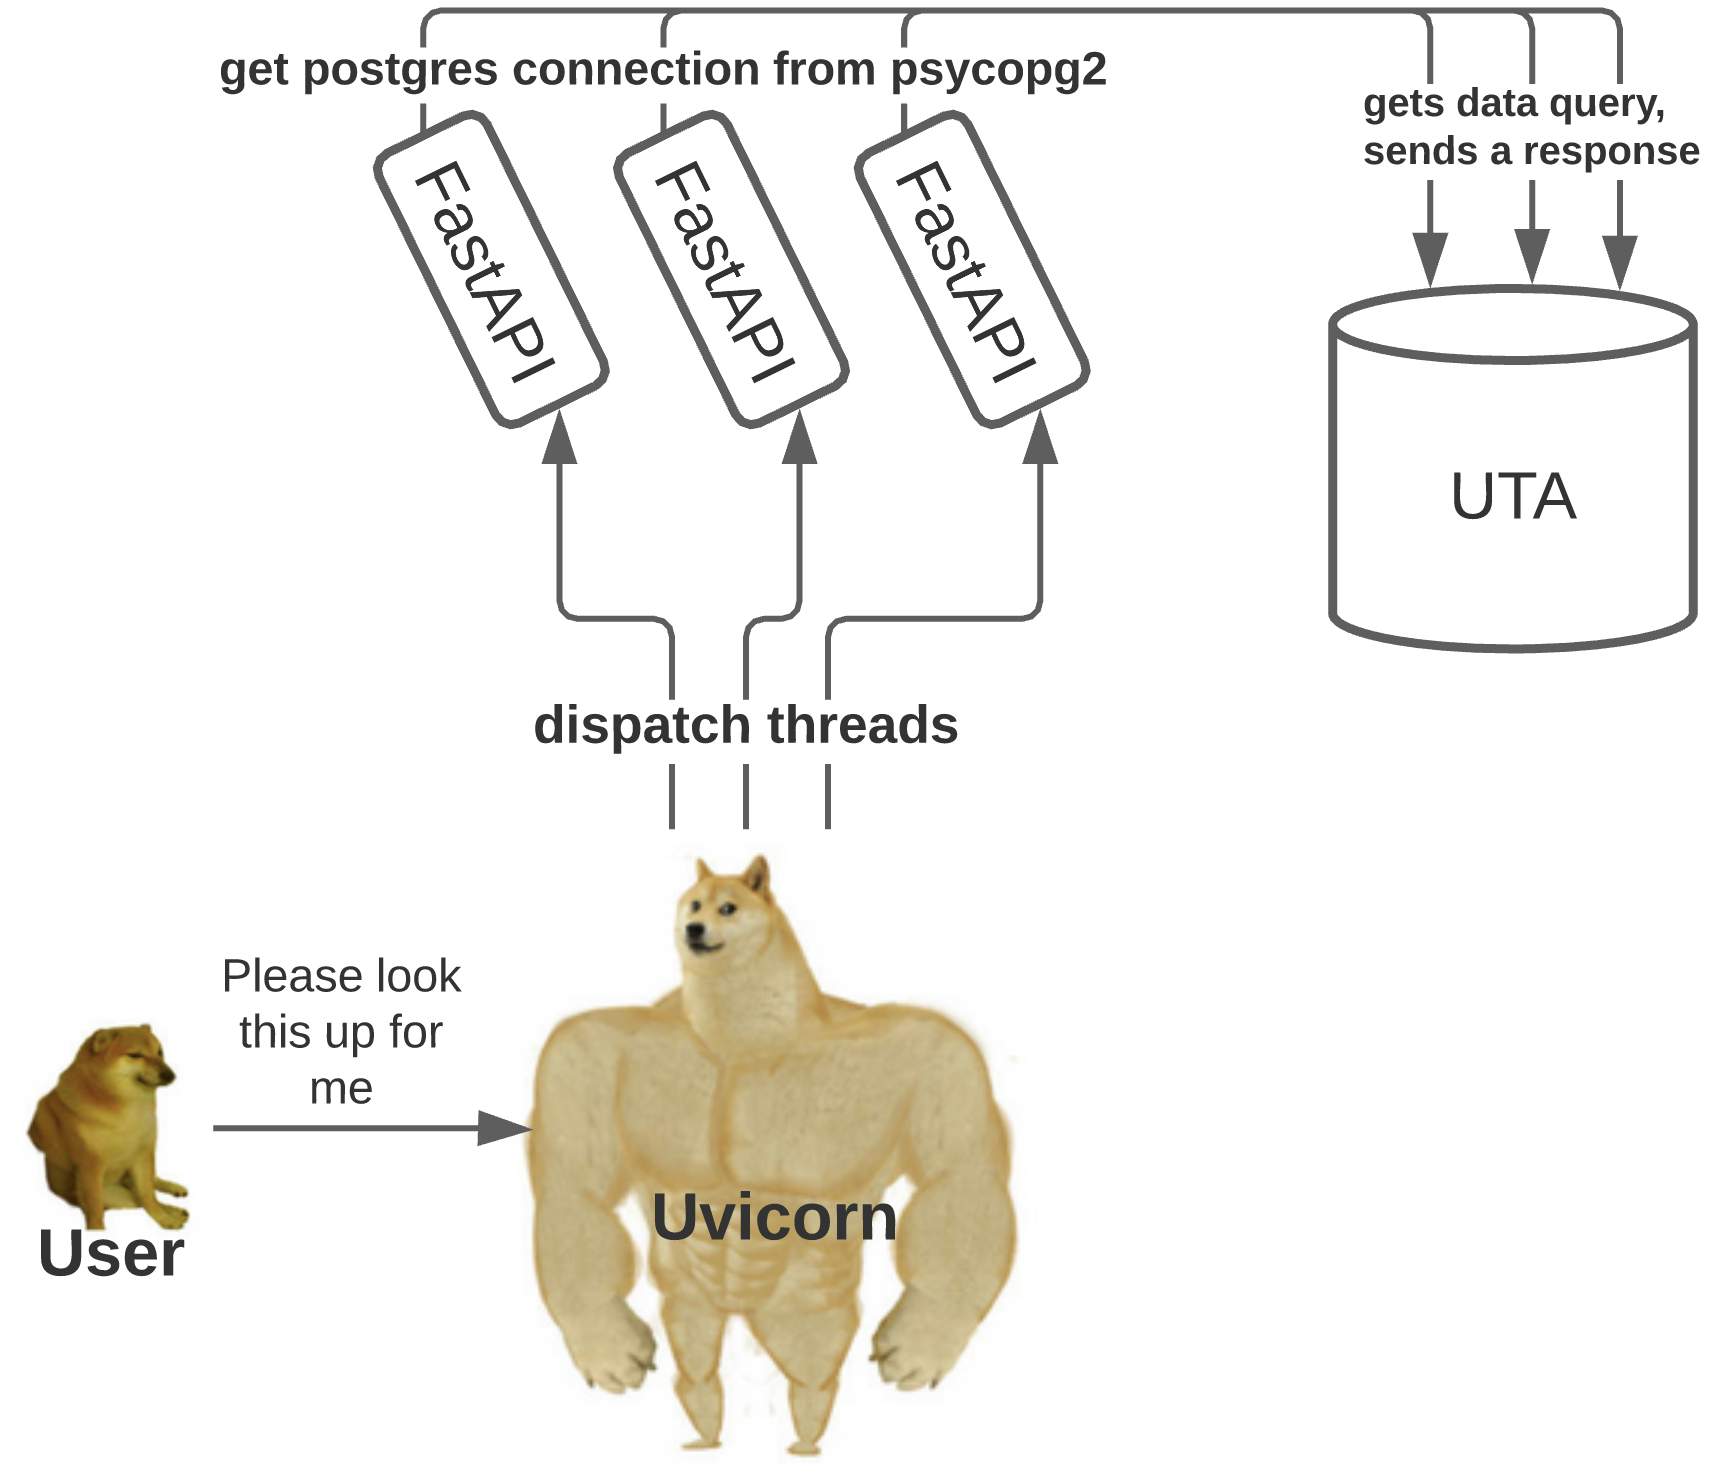 get postgres connection from psycopg2
gets data query,
sends a response
FastAPI
FastAPI
FastAPI
UTA
dispatch threads
Please look
this up for
me
User
Uvicorn